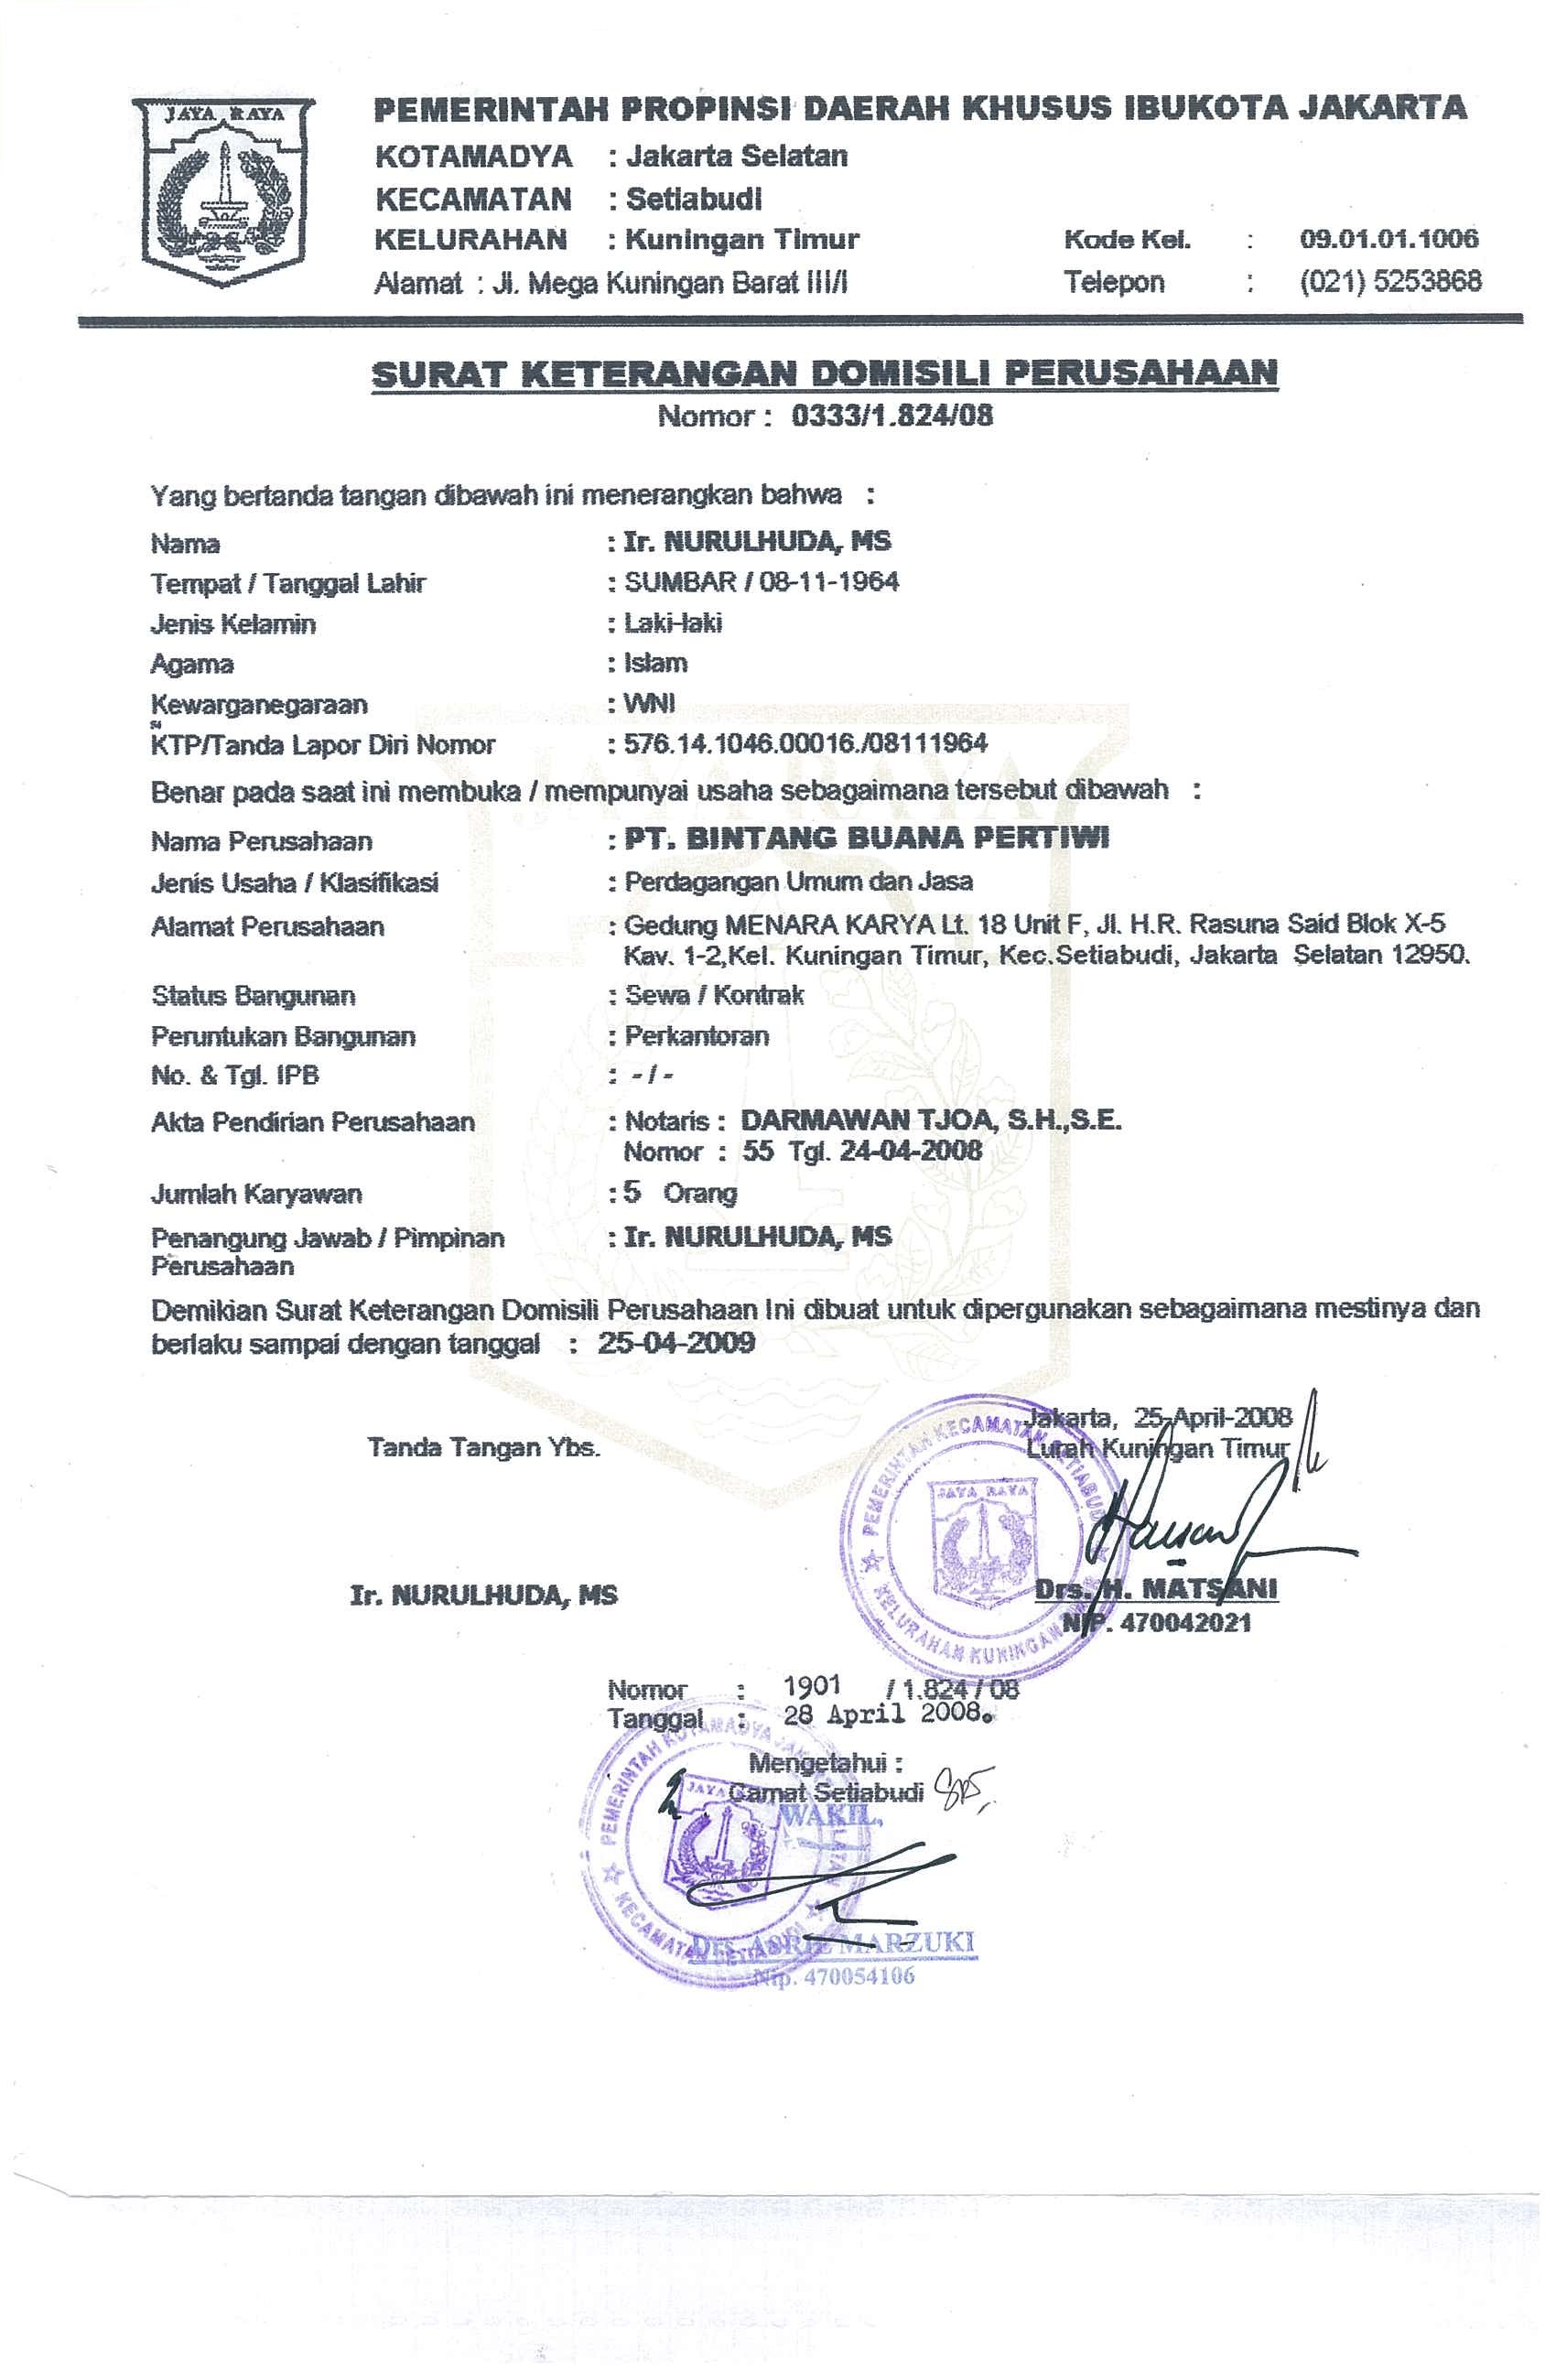 JAYA RAYA
PEMERINTAH PROPINSI DAERAH KHUSUS IBUKOTA JAKARTA
KOTAMADYA : Jakarta Selatan
KECAMATAN : Setiabudi
KELURAHAN : Kuningan Timur Kode Kel. : 09.01.01.1006
Alamat : Jl. Mega Kuningan Barat III/I Telepon : (021) 5253868
SURAT KETERANGAN DOMISILI PERUSAHAAN
Nomor : 0333/1.824/08
Yang bertanda tangan dibawah ini menerangkan bahwa :
Nama : Ir. NURULHUDA, MS
Tempat / Tanggal Lahir : SUMBAR / 08-11-1964
Jenis Kelamin : Laki-laki
Agama : Islam
Kewarganegaraan : WNI
KTP/Tanda Lapor Diri Nomor : 576.14.1046.00016./08111964
Benar pada saat ini membuka / mempunyai usaha sebagaimana tersebut dibawah :
Nama Perusahaan : PT. BINTANG BUANA PERTIWI
Jenis Usaha / Klasifikasi : Perdagangan Umum dan Jasa
Alamat Perusahaan : Gedung MENARA KARYA Lt. 18 Unit F, Jl. H.R. Rasuna Said Blok X-5
Kav. 1-2,Kel. Kuningan Timur, Kec.Setiabudi, Jakarta Selatan 12950.
Status Bangunan : Sewa / Kontrak
Peruntukan Bangunan : Perkantoran
No. & Tgl. IPB : - / -
Akta Pendirian Perusahaan : Notaris : DARMAWAN TJOA, S.H.,S.E.
Nomor : 55 Tgl. 24-04-2008
Jumlah Karyawan : 5 Orang
Penangung Jawab / Pimpinan : Ir. NURULHUDA, MS
Perusahaan
Demikian Surat Keterangan Domisili Perusahaan Ini dibuat untuk dipergunakan sebagaimana mestinya dan
berlaku sampai dengan tanggal : 25-04-2009
Jakarta, 25-April-2008
Tanda Tangan Ybs. Lurah Kuningan Timur
PEMERINTAH KECAMATAN SETIABUDI
JAYA RAYA
KELURAHAN KUNINGAN TIMUR
Ir. NURULHUDA, MS Drs. H. MATSANI
NIP. 470042021
Nomor : 1901 / 1.824 / 08
Tanggal : 28 April 2008.
Mengetahui :
Camat Setiabudi
WAKIL,
PEMERINTAH KOTAMADYA JAKARTA SELATAN
JAYA RAYA
KECAMATAN SETIABUDI
Drs. MARZUKI
Nip. 470054106